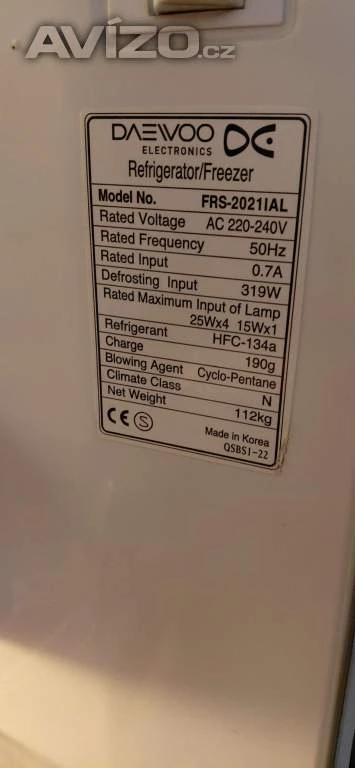 AVÍZO.cz
DAEWOO
ELECTRONICS
Refrigerator/Freezer
Model No. FRS-2021IAL
Rated Voltage AC 220-240V
Rated Frequency 50Hz
Rated Input 0.7A
Defrosting Input 319W
Rated Maximum Input of Lamp
25Wx4 15Wx1
Refrigerant HFC-134a
Charge 190g
Blowing Agent Cyclo-Pentane
Climate Class N
Net Weight 112kg
CE S
Made in Korea
QSBS1-22